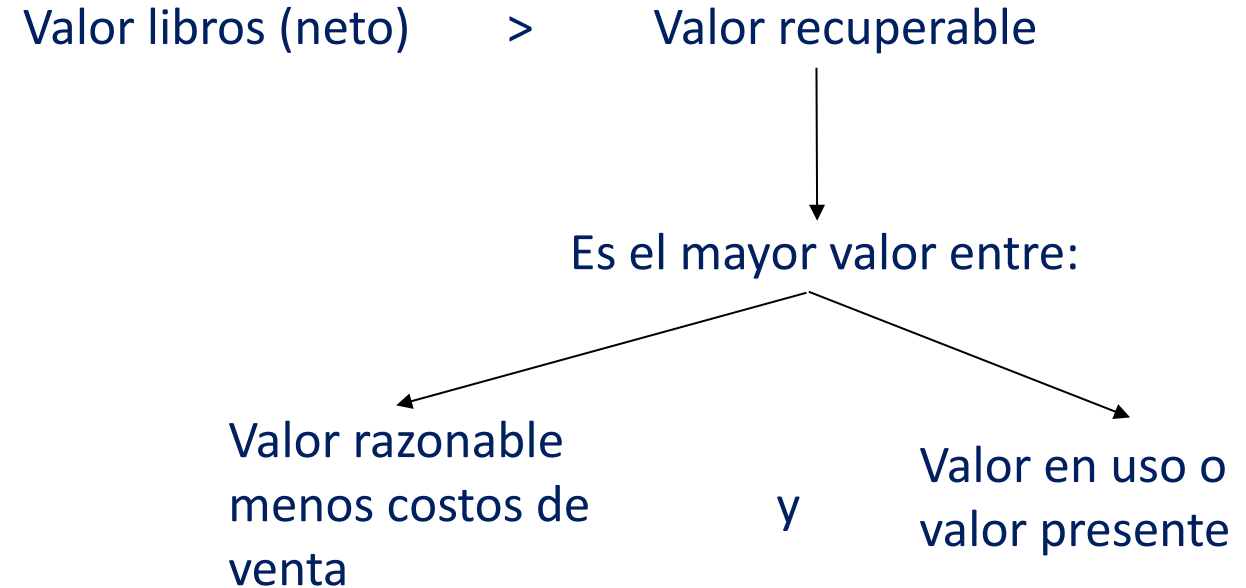 Valor libros (neto) > Valor recuperable
Es el mayor valor entre:
Valor razonable
menos costos de
venta
y
Valor en uso o
valor presente